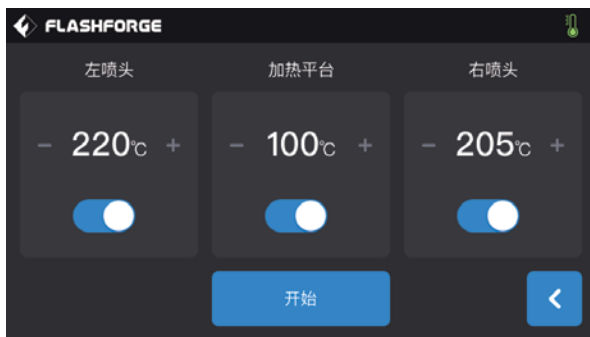 FLASHFORGE
左喷头 加热平台 右喷头
- 220℃ + - 100℃ + - 205℃ +
开始